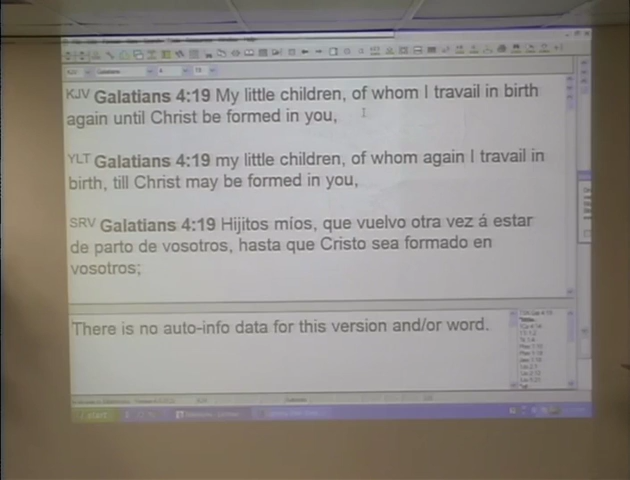 KJV Galatians 4:19 My little children, of whom I travail in birth
again until Christ be formed in you,
YLT Galatians 4:19 my little children, of whom again I travail in
birth, till Christ may be formed in you,
SRV Galatians 4:19 Hijitos míos, que vuelvo otra vez á estar
de parto de vosotros, hasta que Cristo sea formado en
vosotros;
There is no auto-info data for this version and/or word.
start